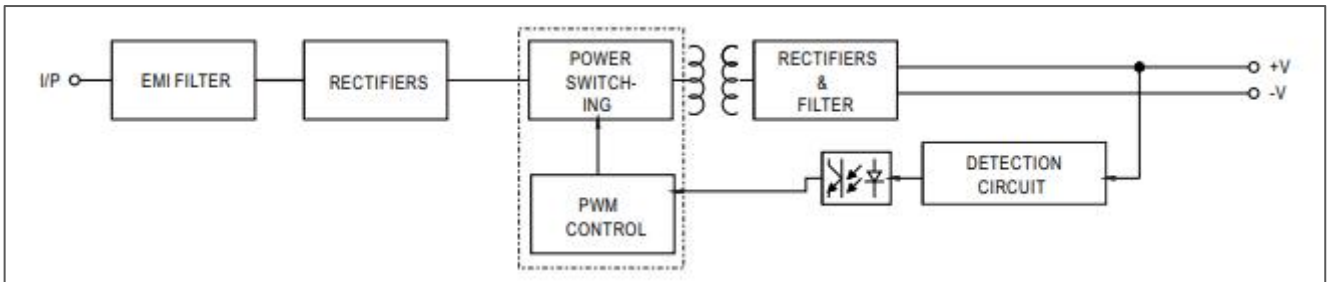 I/P
EMI FILTER
RECTIFIERS
POWER
SWITCH-
ING
RECTIFIERS
&
FILTER
+V
-V
DETECTION
CIRCUIT
PWM
CONTROL